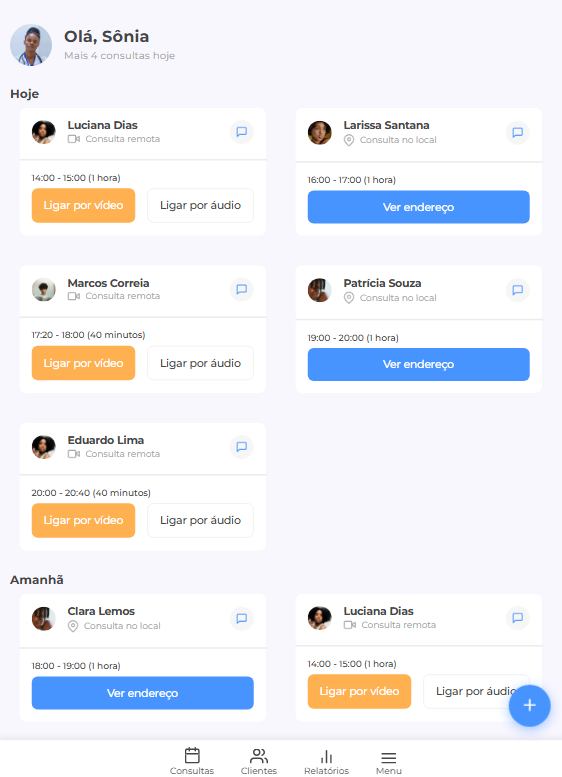 Olá, Sônia
Mais 4 consultas hoje
Hoje
Luciana Dias
Consulta remota
14:00 - 15:00 (1 hora)
Ligar por vídeo
Ligar por áudio
Larissa Santana
Consulta no local
16:00 - 17:00 (1 hora)
Ver endereço
Marcos Correia
Consulta remota
17:20 - 18:00 (40 minutos)
Ligar por vídeo
Ligar por áudio
Patrícia Souza
Consulta no local
19:00 - 20:00 (1 hora)
Ver endereço
Eduardo Lima
Consulta remota
20:00 - 20:40 (40 minutos)
Ligar por vídeo
Ligar por áudio
Amanhã
Clara Lemos
Consulta no local
18:00 - 19:00 (1 hora)
Ver endereço
Luciana Dias
Consulta remota
14:00 - 15:00 (1 hora)
Ligar por vídeo
Ligar por áudio
+
Consultas
Clientes
Relatórios
Menu